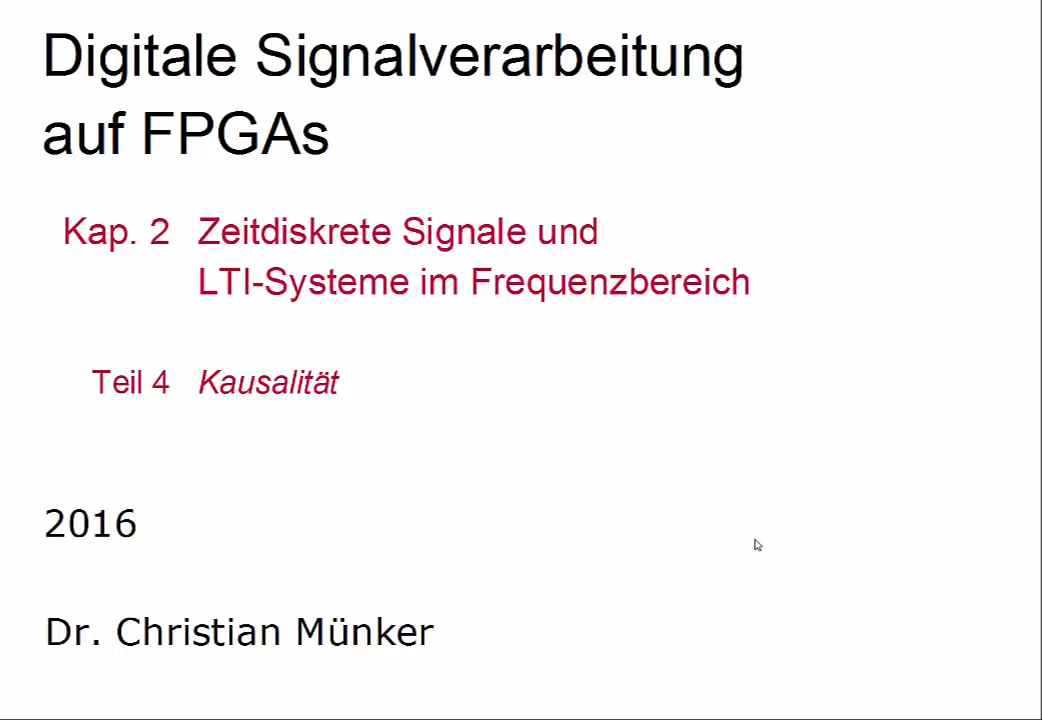 Digitale Signalverarbeitung
auf FPGAs
Kap. 2 Zeitdiskrete Signale und
LTI-Systeme im Frequenzbereich
Teil 4 Kausalität
2016
Dr. Christian Münker